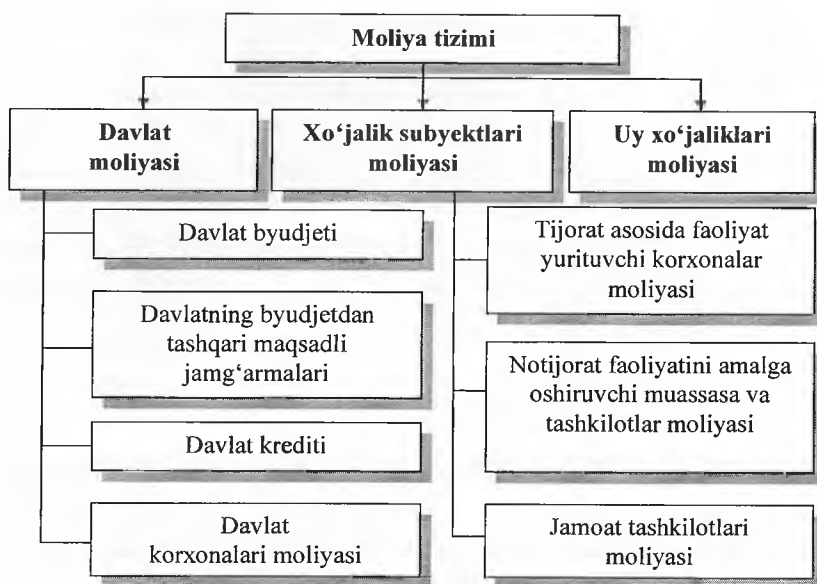 Moliya tizimi
Davlat
moliyasi
Xo‘jalik subyektlari
moliyasi
Uy xo‘jaliklari
moliyasi
Davlat byudjeti
Davlatning byudjetdan
tashqari maqsadli
jamg‘armalari
Davlat krediti
Davlat
korxonalari moliyasi
Tijorat asosida faoliyat
yurituvchi korxonalar
moliyasi
Notijorat faoliyatini amalga
oshiruvchi muassasa va
tashkilotlar moliyasi
Jamoat tashkilotlari
moliyasi